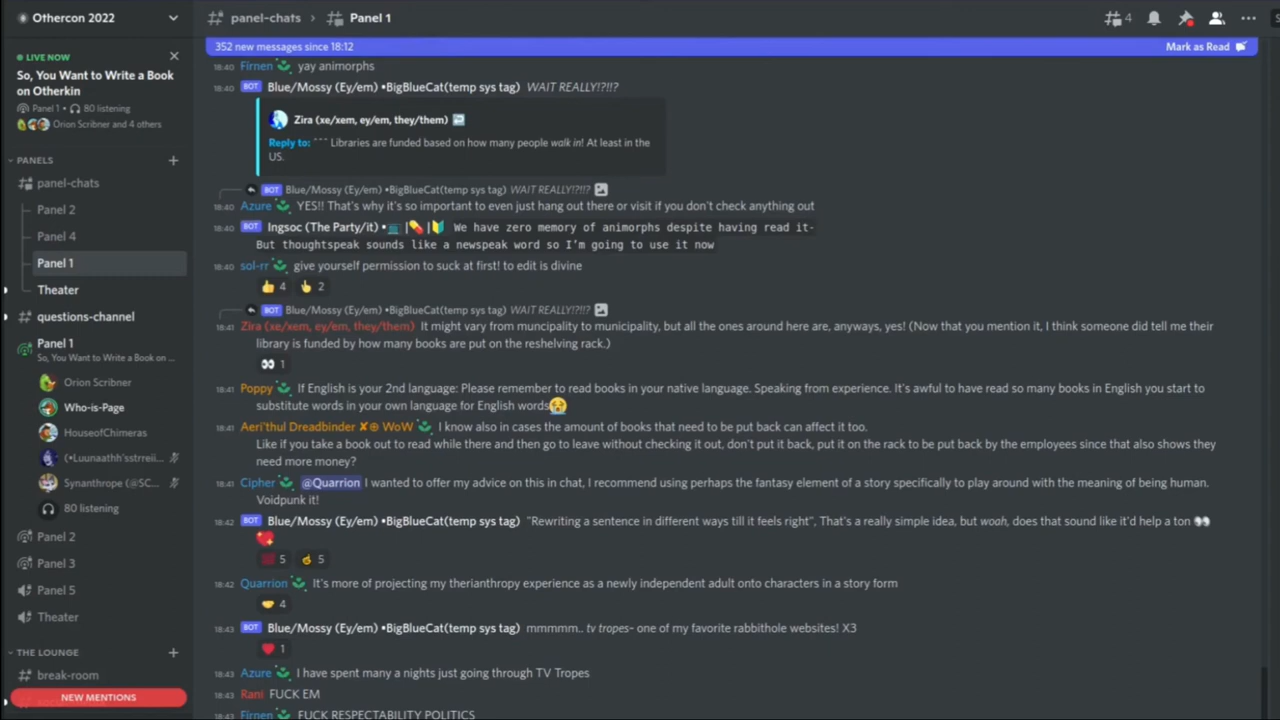 Othercon 2022
LIVE NOW
So, You Want to Write a Book
on Otherkin
Panel 1 • 80 listening
Orion Scribner and 4 others
PANELS
panel-chats
Panel 2
Panel 4
Panel 1
Theater
questions-channel
Panel 1
So, You Want to Write a Book on ...
Orion Scribner
Who-is-Page
HouseofChimeras
(•Luunaathh'sstrreii...
Synanthrope (@SC...
80 listening
Panel 2
Panel 3
Panel 5
Theater
THE LOUNGE
break-room
NEW MENTIONS
panel-chats > Panel 1
4
352 new messages since 18:12
Mark as Read
18:40 Fírnen yay animorphs
18:40 BOT Blue/Mossy (Ey/em) •BigBlueCat(temp sys tag) WAIT REALLY!?!!?
Zira (xe/xem, ey/em, they/them)
Reply to: ^^^ Libraries are funded based on how many people walk in! At least in the
US.
BOT Blue/Mossy (Ey/em) •BigBlueCat(temp sys tag) WAIT REALLY!?!!?
18:40 Azure YES!! That's why it's so important to even just hang out there or visit if you don't check anything out
18:40 BOT Ingsoc (The Party/it) •📺|💊|🔰 We have zero memory of animorphs despite having read it-
But thoughtspeak sounds like a newspeak word so I'm going to use it now
18:40 sol-rr give yourself permission to suck at first! to edit is divine
👍 4 👆 2
BOT Blue/Mossy (Ey/em) •BigBlueCat(temp sys tag) WAIT REALLY!?!!?
18:41 Zira (xe/xem, ey/em, they/them) It might vary from muncipality to municipality, but all the ones around here are, anyways, yes! (Now that you mention it, I think someone did tell me their
library is funded by how many books are put on the reshelving rack.)
👀 1
18:41 Poppy If English is your 2nd language: Please remember to read books in your native language. Speaking from experience. It's awful to have read so many books in English you start to
substitute words in your own language for English words😭
18:41 Aeri'thul Dreadbinder ✘⊕ WoW I know also in cases the amount of books that need to be put back can affect it too.
Like if you take a book out to read while there and then go to leave without checking it out, don't put it back, put it on the rack to be put back by the employees since that also shows they
need more money?
18:41 Cipher @Quarrion I wanted to offer my advice on this in chat, I recommend using perhaps the fantasy element of a story specifically to play around with the meaning of being human.
Voidpunk it!
18:42 BOT Blue/Mossy (Ey/em) •BigBlueCat(temp sys tag) "Rewriting a sentence in different ways till it feels right", That's a really simple idea, but woah, does that sound like it'd help a ton 👀
💖
5 5
18:42 Quarrion It's more of projecting my therianthropy experience as a newly independent adult onto characters in a story form
🤝 4
18:43 BOT Blue/Mossy (Ey/em) •BigBlueCat(temp sys tag) mmmmm.. tv tropes- one of my favorite rabbithole websites! X3
❤️ 1
18:43 Azure I have spent many a nights just going through TV Tropes
18:43 Rani FUCK EM
18:43 Fírnen FUCK RESPECTABILITY POLITICS